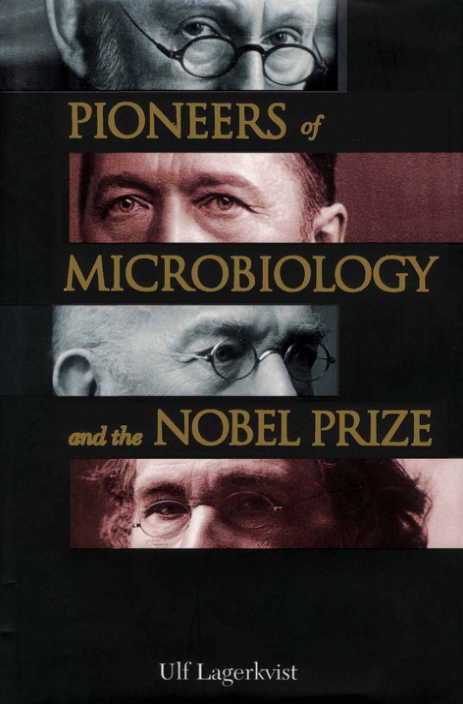 PIONEERS of
MICROBIOLOGY
and the NOBEL PRIZE
Ulf Lagerkvist